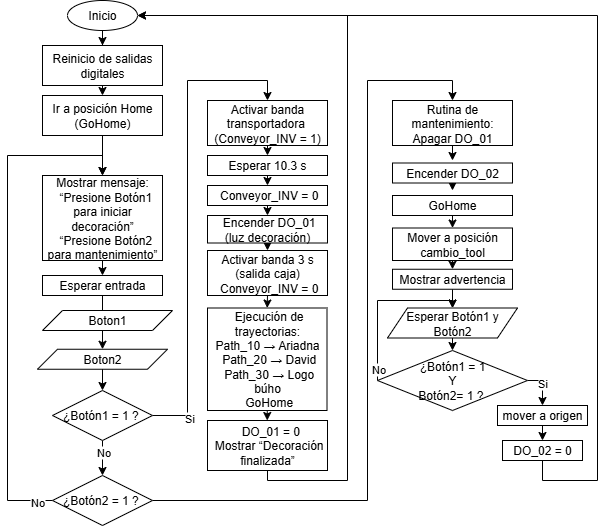 Inicio
Reinicio de salidas
digitales
Ir a posición Home
(GoHome)
Mostrar mensaje:
“Presione Botón1
para iniciar
decoración”
“Presione Botón2
para mantenimiento”
Esperar entrada
Boton1
Boton2
¿Botón1 = 1 ?
Si
No
¿Botón2 = 1 ?
No
Activar banda
transportadora
(Conveyor_INV = 1)
Esperar 10.3 s
Conveyor_INV = 0
Encender DO_01
(luz decoración)
Activar banda 3 s
(salida caja)
Conveyor_INV = 0
Ejecución de
trayectorias:
Path_10 → Ariadna
Path_20 → David
Path_30 → Logo
búho
GoHome
DO_01 = 0
Mostrar “Decoración
finalizada”
Rutina de
mantenimiento:
Apagar DO_01
Encender DO_02
GoHome
Mover a posición
cambio_tool
Mostrar advertencia
Esperar Botón1 y
Botón2
¿Botón1 = 1
Y
Botón2= 1 ?
No
Si
mover a origen
DO_02 = 0